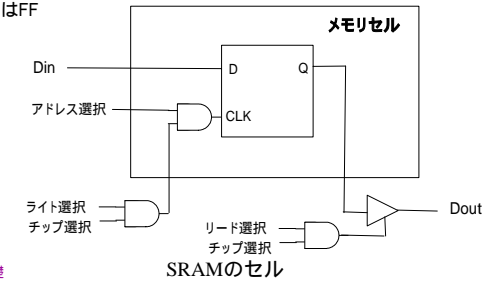 はFF
メモリセル
Din
D
Q
アドレス選択
CLK
ライト選択
チップ選択
Dout
リード選択
チップ選択
SRAMのセル